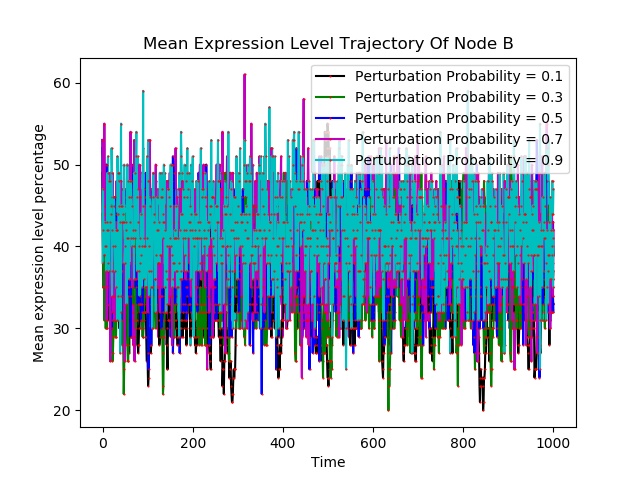 Mean Expression Level Trajectory Of Node B
Mean expression level percentage
60
50
40
30
20
Perturbation Probability = 0.1
Perturbation Probability = 0.3
Perturbation Probability = 0.5
Perturbation Probability = 0.7
Perturbation Probability = 0.9
0 200 400 600 800 1000
Time